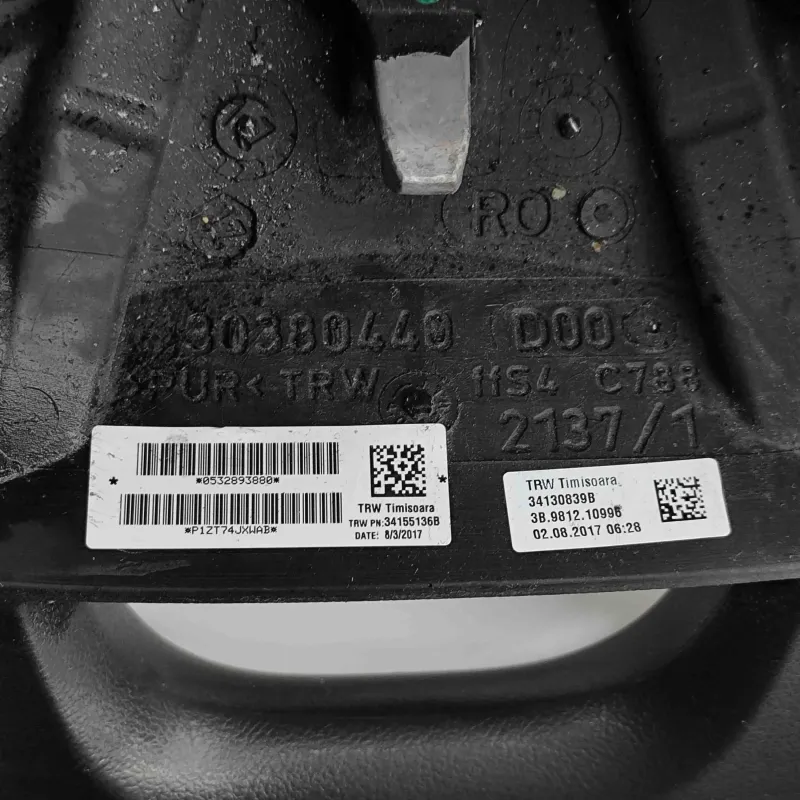 RO
30380440 D00
>PUR< TRW 11S4 C788
2137/1
*0532893880*
*P1ZT74JXWAB*
TRW Timisoara
TRW PN: 34155136B
DATE: 8/3/2017
TRW Timisoara
34130839B
3B.9812.10996
02.08.2017 06:28